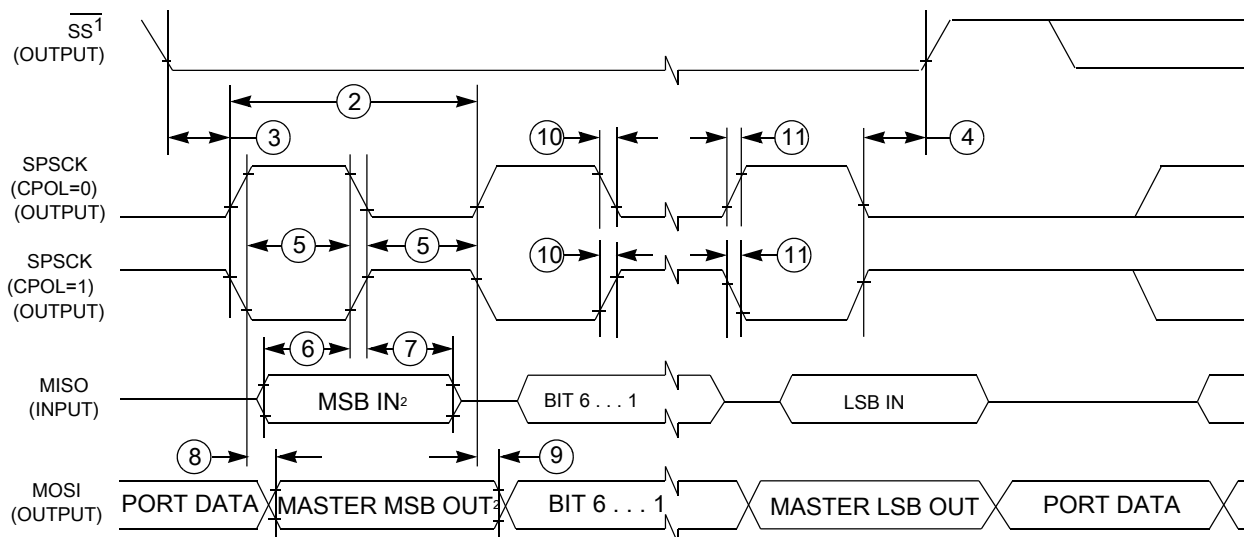 SS1
(OUTPUT)
2
3
10
11
4
SPSCK
(CPOL=0)
(OUTPUT)
5
5
SPSCK
(CPOL=1)
(OUTPUT)
10
11
6
7
MISO
(INPUT)
MSB IN2
BIT 6 . . . 1
LSB IN
8
9
MOSI
(OUTPUT)
PORT DATA
MASTER MSB OUT2
BIT 6 . . . 1
MASTER LSB OUT
PORT DATA